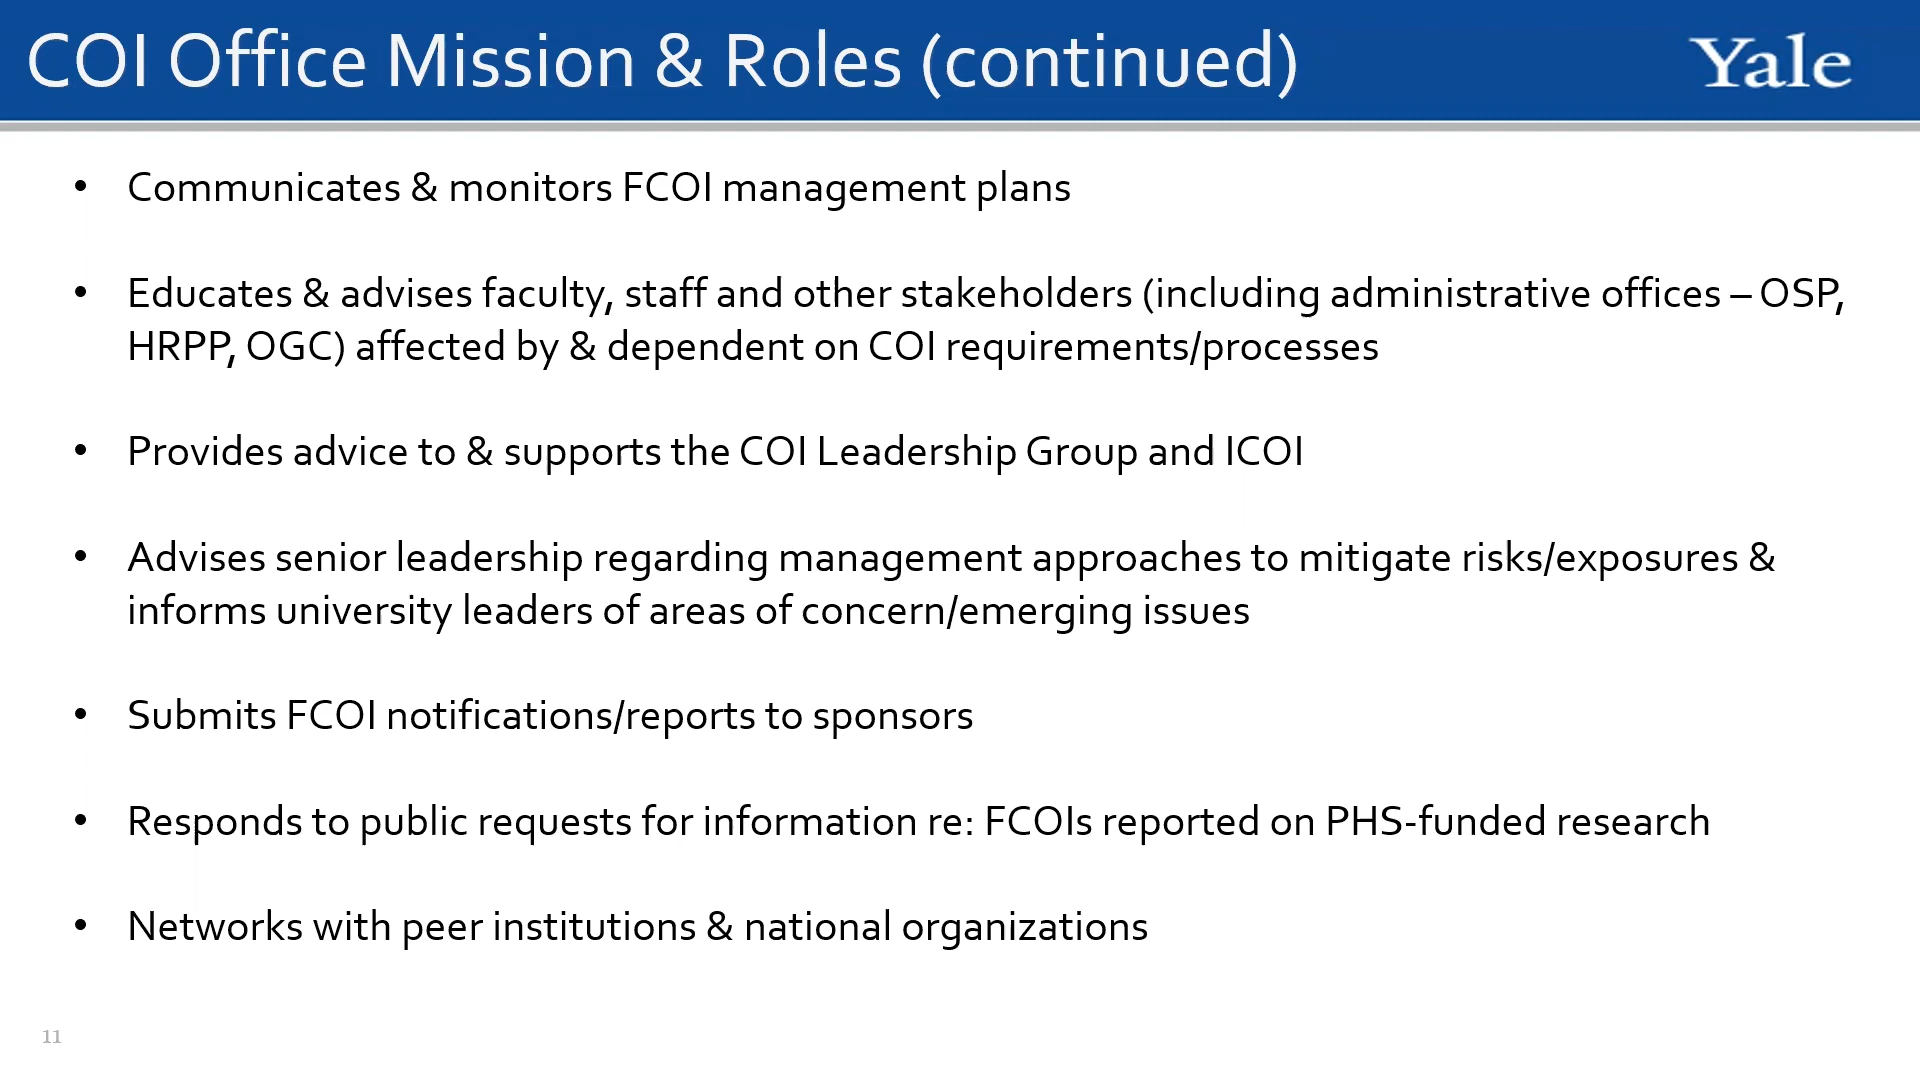 COI Office Mission & Roles (continued)
Yale
• Communicates & monitors FCOI management plans
• Educates & advises faculty, staff and other stakeholders (including administrative offices – OSP,
HRPP, OGC) affected by & dependent on COI requirements/processes
• Provides advice to & supports the COI Leadership Group and ICOI
• Advises senior leadership regarding management approaches to mitigate risks/exposures &
informs university leaders of areas of concern/emerging issues
• Submits FCOI notifications/reports to sponsors
• Responds to public requests for information re: FCOIs reported on PHS-funded research
• Networks with peer institutions & national organizations
11